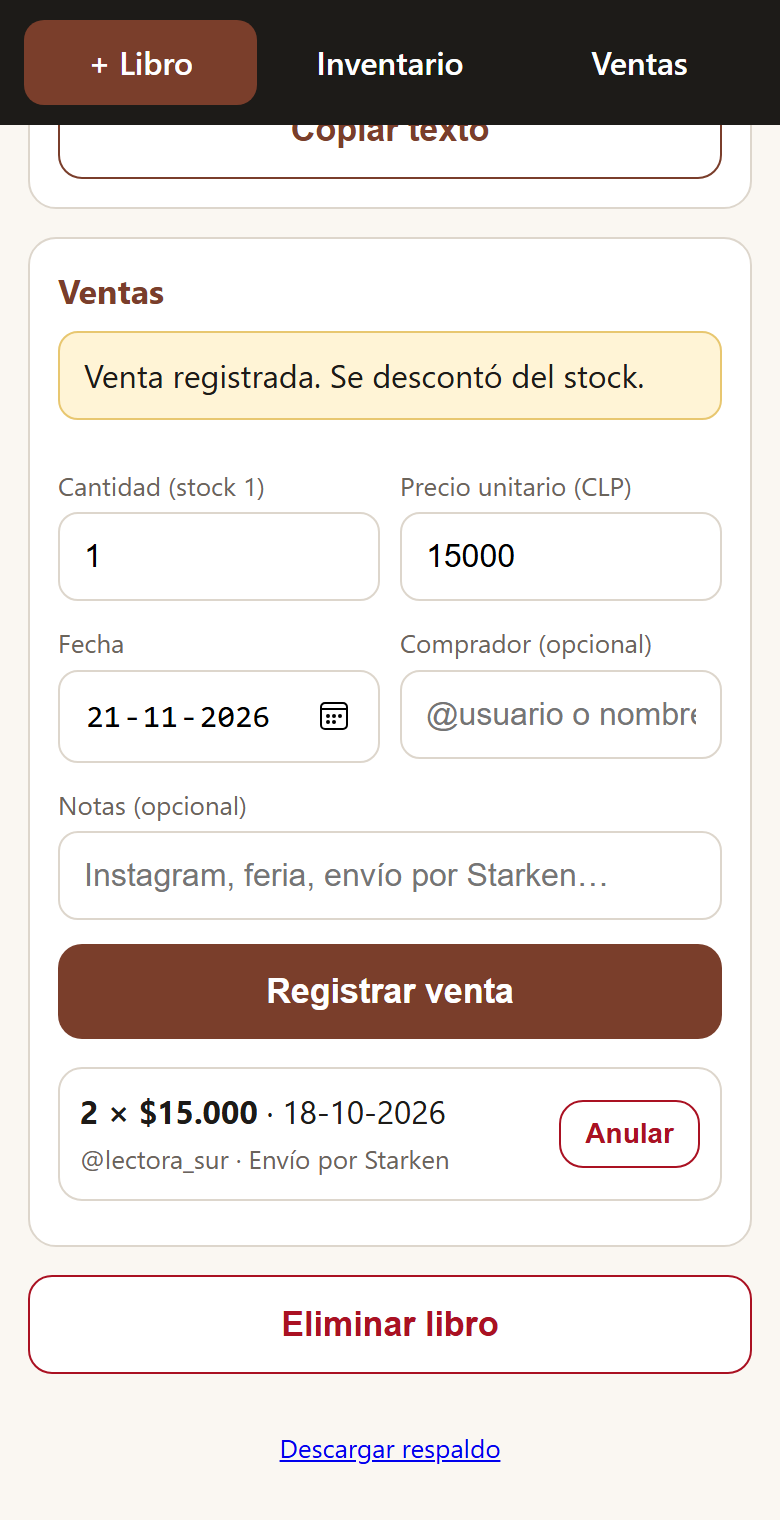 + Libro
Inventario
Ventas
Copiar texto
Ventas
Venta registrada. Se descontó del stock.
Cantidad (stock 1)
Precio unitario (CLP)
1
15000
Fecha
Comprador (opcional)
21-11-2026
@usuario o nombre
Notas (opcional)
Instagram, feria, envío por Starken…
Registrar venta
2 × $15.000 · 18-10-2026
@lectora_sur · Envío por Starken
Anular
Eliminar libro
Descargar respaldo